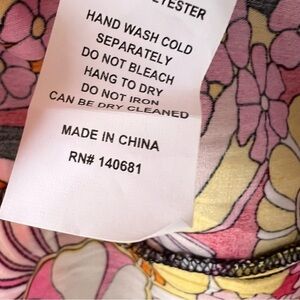 YESTER
HAND WASH COLD
SEPARATELY
DO NOT BLEACH
HANG TO DRY
DO NOT IRON
CAN BE DRY CLEANED
MADE IN CHINA
RN# 140681